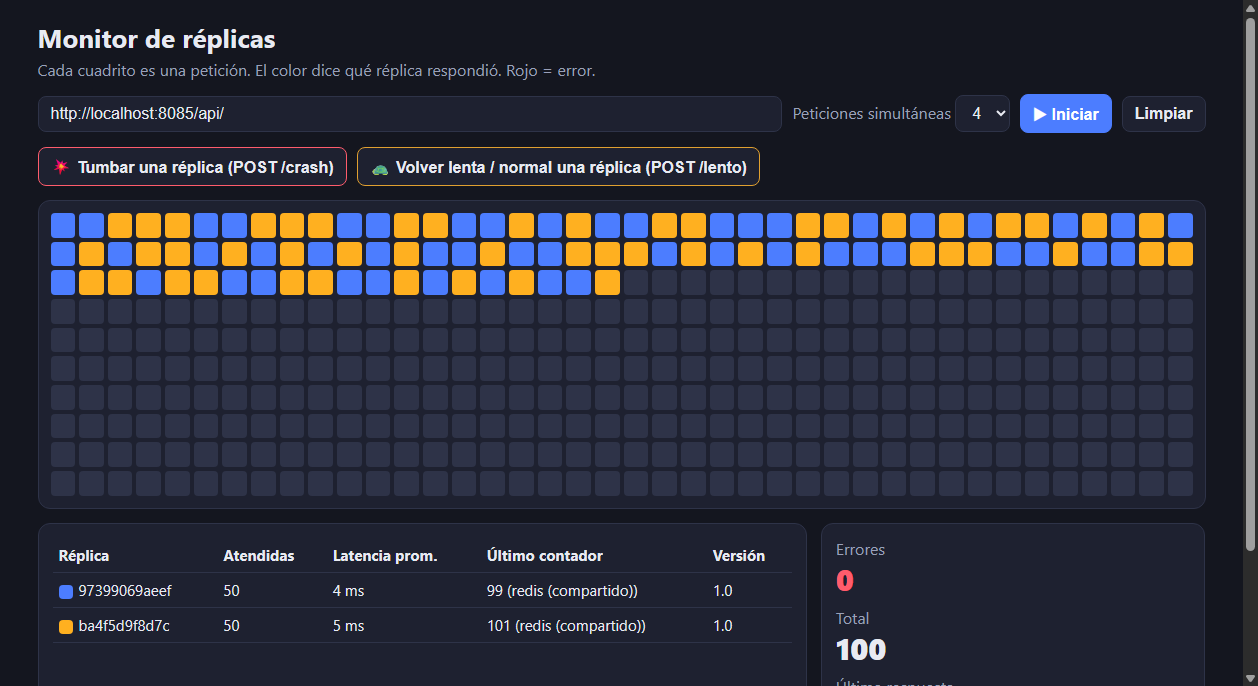 Monitor de réplicas
Cada cuadrito es una petición. El color dice qué réplica respondió. Rojo = error.
http://localhost:8085/api/ Peticiones simultáneas 4 Iniciar Limpiar
Tumbar una réplica (POST /crash) Volver lenta / normal una réplica (POST /lento)
Réplica Atendidas Latencia prom. Último contador Versión
97399069aeef 50 4 ms 99 (redis (compartido)) 1.0
ba4f5d9f8d7c 50 5 ms 101 (redis (compartido)) 1.0
Errores
0
Total
100
Última respuesta